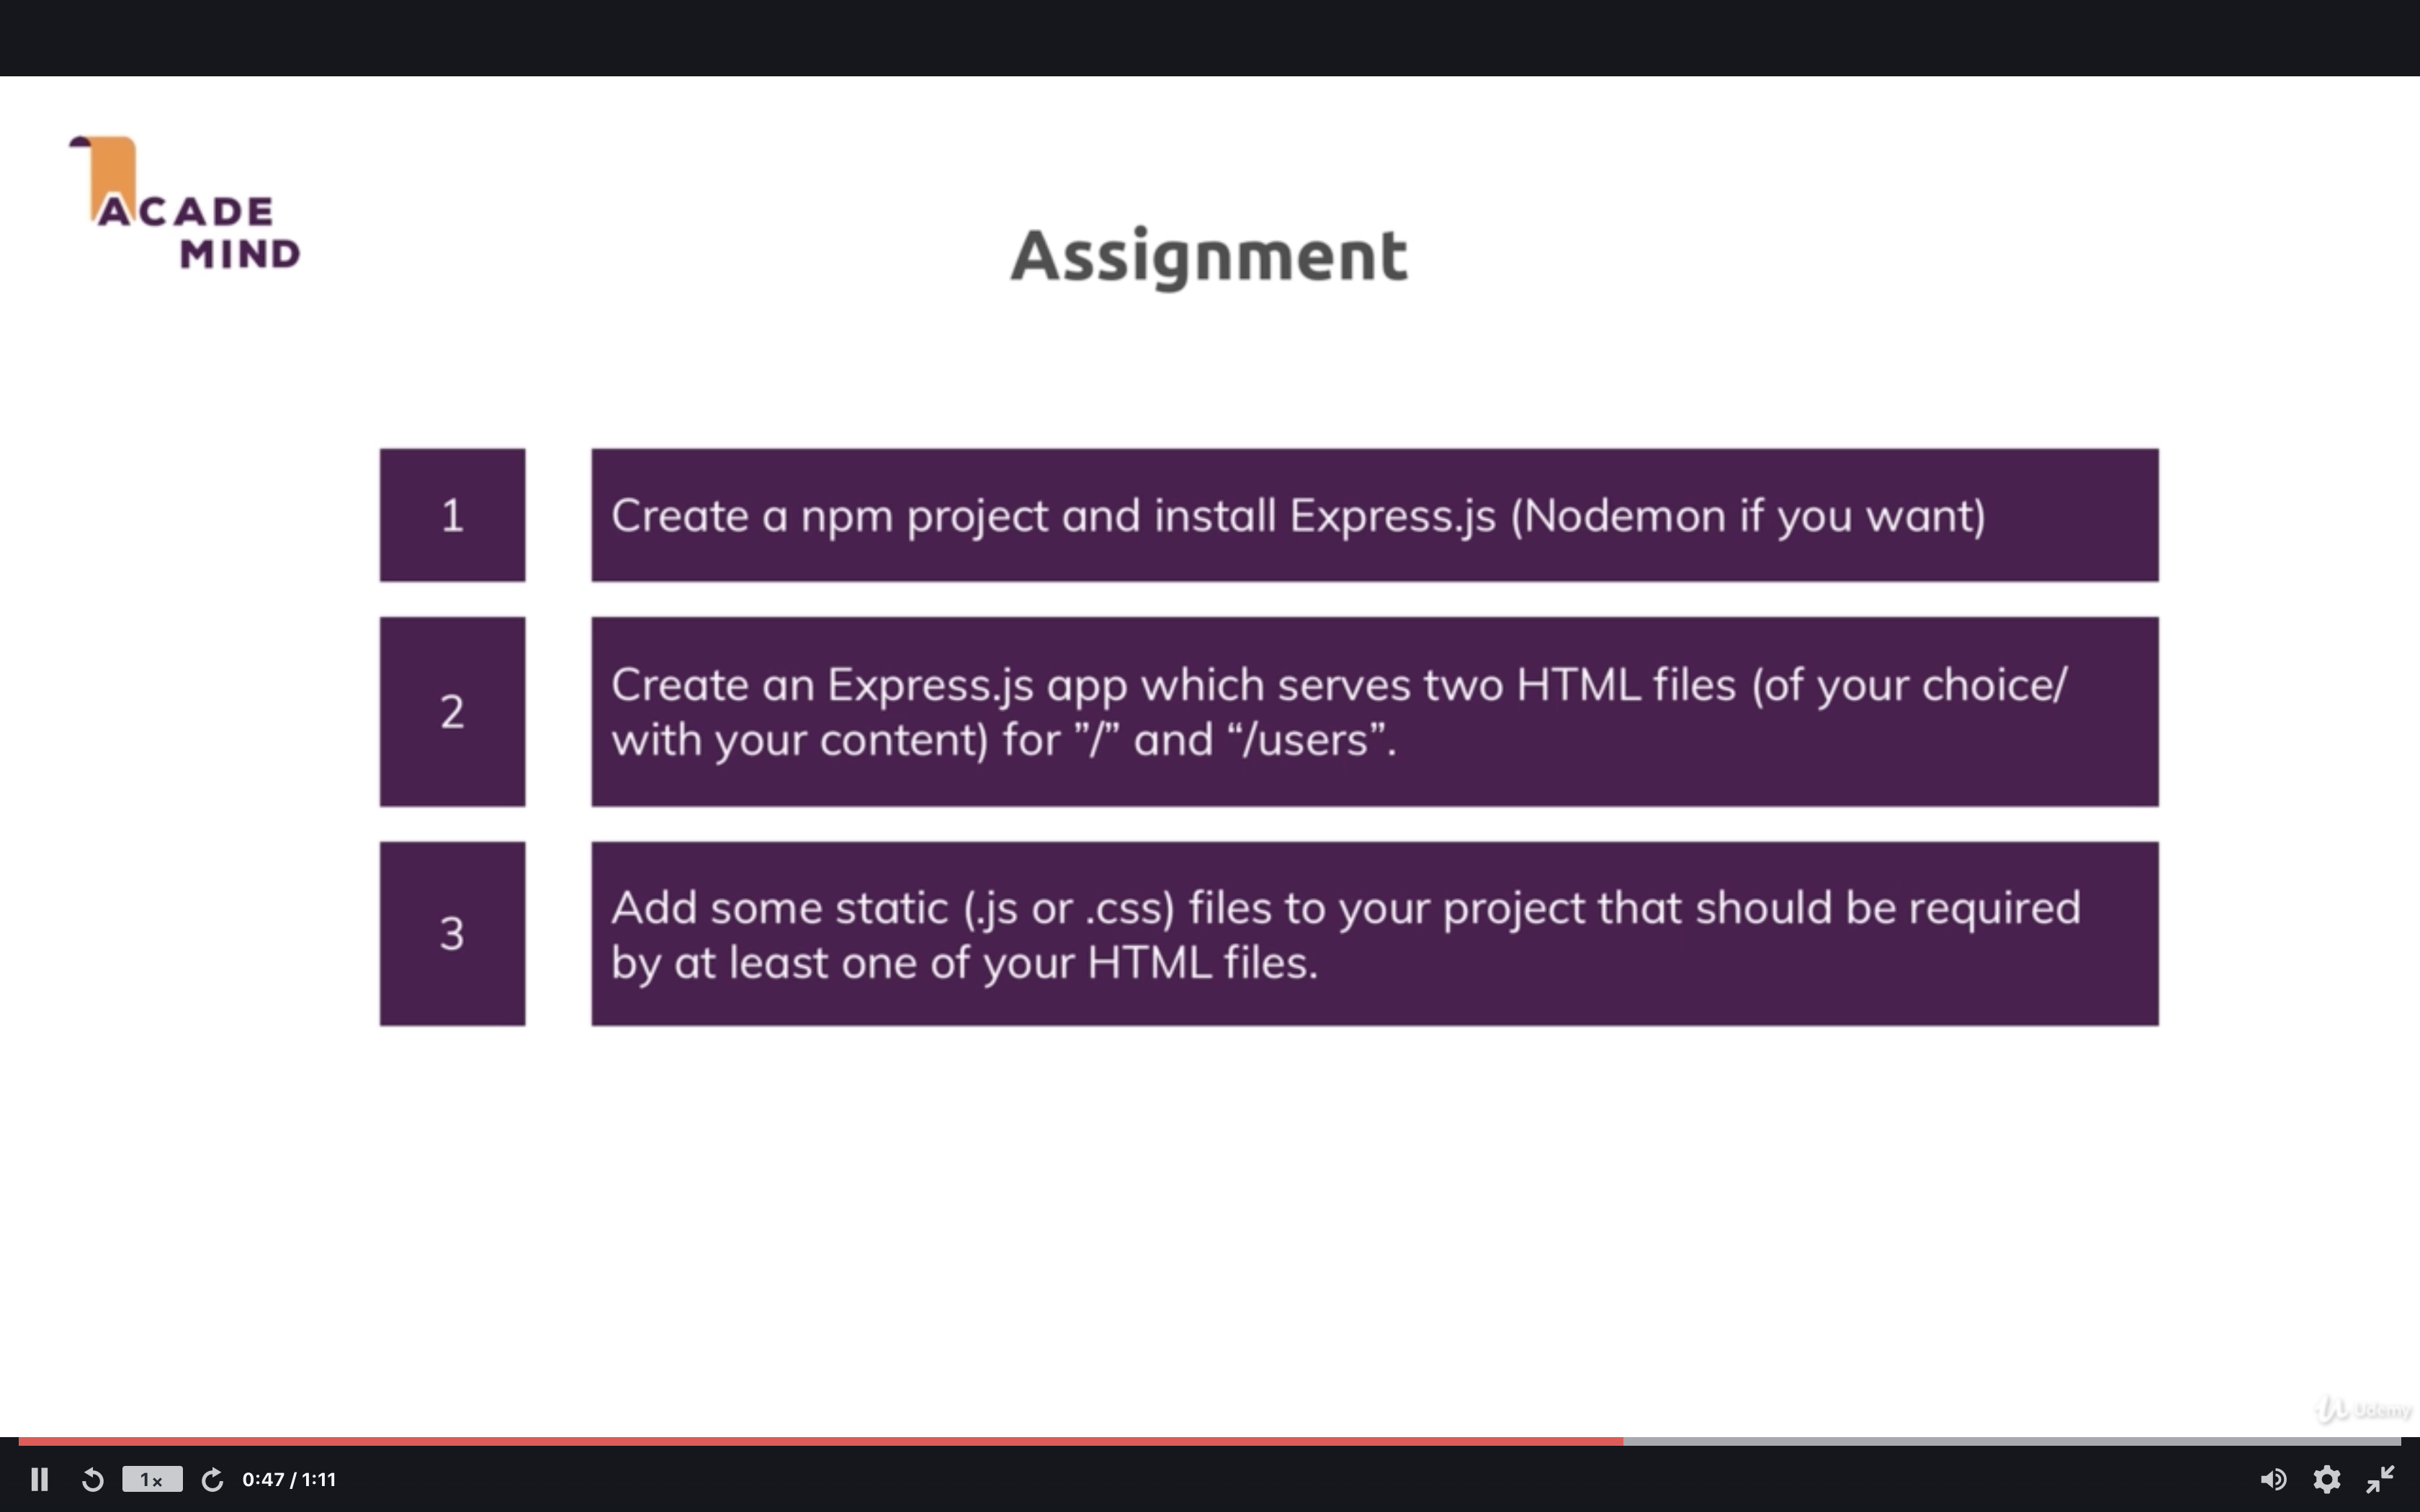 ACADE
MIND
Assignment
1
Create a npm project and install Express.js (Nodemon if you want)
2
Create an Express.js app which serves two HTML files (of your choice/
with your content) for ”/” and “/users”.
3
Add some static (.js or .css) files to your project that should be required
by at least one of your HTML files.
Udemy
1x
0:47 / 1:11